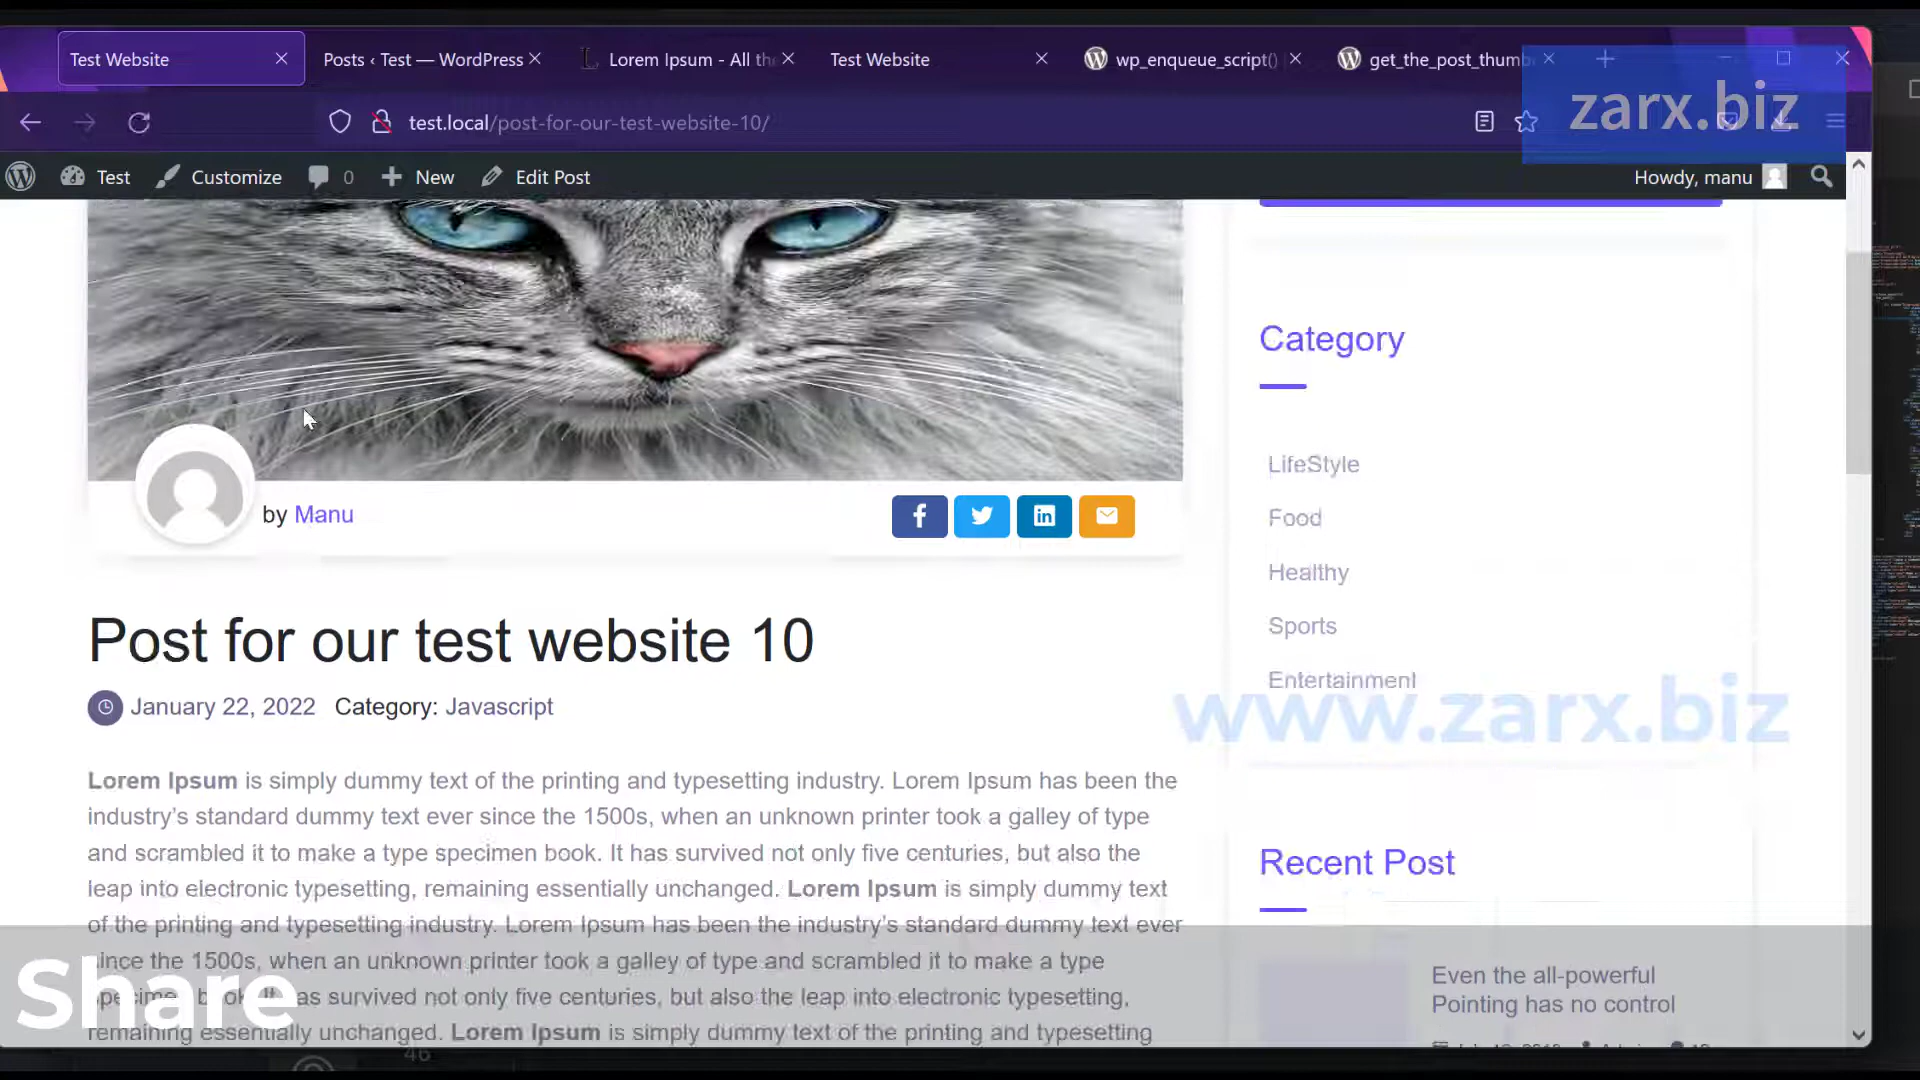 Test Website
Posts ‹ Test — WordPress
Lorem Ipsum - All the
Test Website
wp_enqueue_script()
get_the_post_thumb
zarx.biz
test.local/post-for-our-test-website-10/
Test
Customize
0
New
Edit Post
Howdy, manu
Category
LifeStyle
Food
Healthy
Sports
Entertainment
by Manu
Post for our test website 10
January 22, 2022 Category: Javascript
www.zarx.biz
Lorem Ipsum is simply dummy text of the printing and typesetting industry. Lorem Ipsum has been the
industry’s standard dummy text ever since the 1500s, when an unknown printer took a galley of type
and scrambled it to make a type specimen book. It has survived not only five centuries, but also the
leap into electronic typesetting, remaining essentially unchanged. Lorem Ipsum is simply dummy text
of the printing and typesetting industry. Lorem Ipsum has been the industry’s standard dummy text ever
since the 1500s, when an unknown printer took a galley of type and scrambled it to make a type
specimen book. It has survived not only five centuries, but also the leap into electronic typesetting,
remaining essentially unchanged. Lorem Ipsum is simply dummy text of the printing and typesetting
Share
Recent Post
Even the all-powerful
Pointing has no control
46